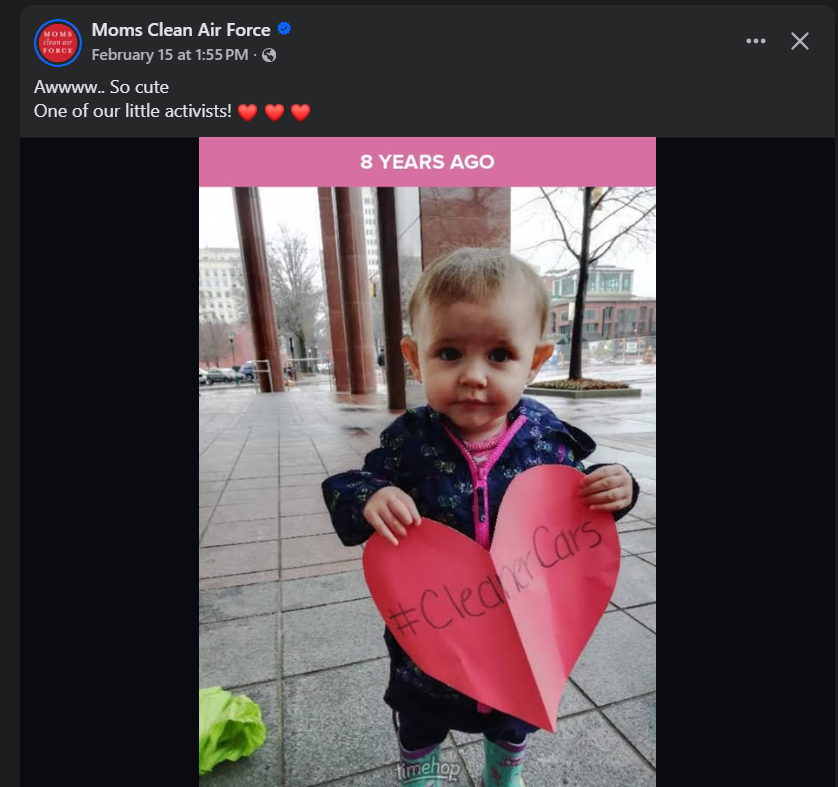 MOMS
clean air
FORCE
Moms Clean Air Force
February 15 at 1:55 PM ·
Awwww.. So cute
One of our little activists! ❤️ ❤️ ❤️
8 YEARS AGO
#CleanerCars
timehop